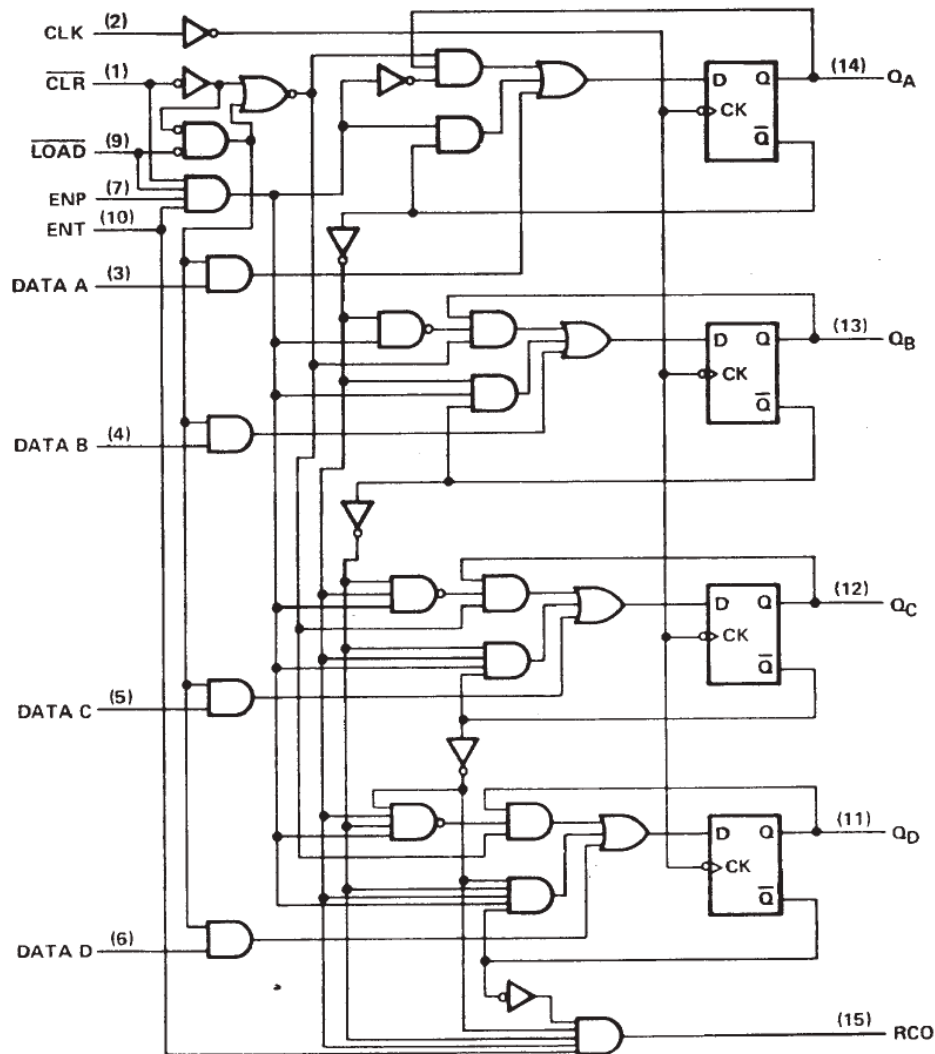 CLK (2)
CLR (1)
LOAD (9)
ENP (7)
ENT (10)
DATA A (3)
D Q (14) QA
CK
Q
DATA B (4)
D Q (13) QB
CK
Q
DATA C (5)
D Q (12) QC
CK
Q
DATA D (6)
D Q (11) QD
CK
Q
(15) RCO